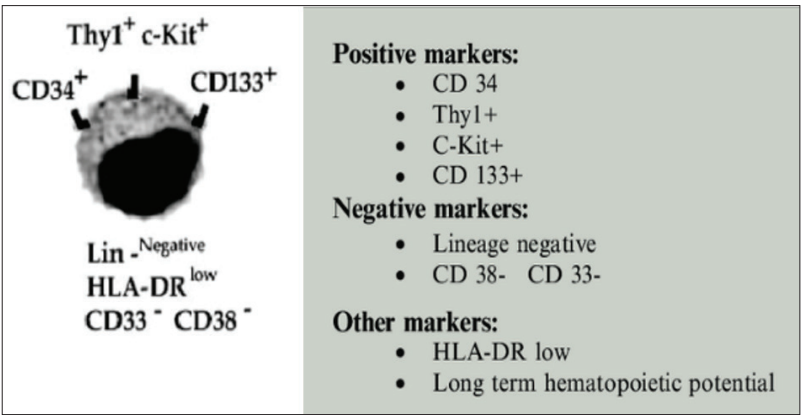 Thy1⁺ c-Kit⁺
CD34⁺
CD133⁺
Lin -Negative
HLA-DR low
CD33 ⁻ CD38 ⁻
Positive markers:
• CD 34
• Thy1+
• C-Kit+
• CD 133+
Negative markers:
• Lineage negative
• CD 38- CD 33-
Other markers:
• HLA-DR low
• Long term hematopoietic potential